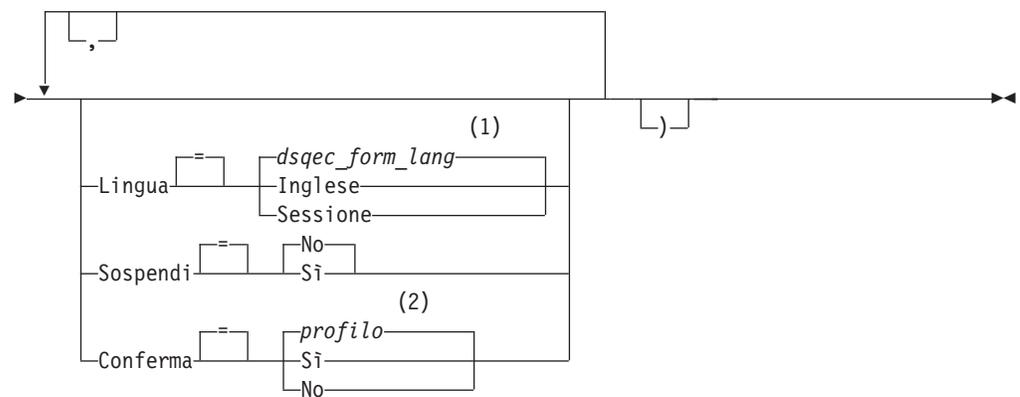 ,
)
(1)
= dsqec_form_lang
Lingua Inglese
Sessione
= No
Sospendi Sì
(2)
= profilo
Conferma Sì
No